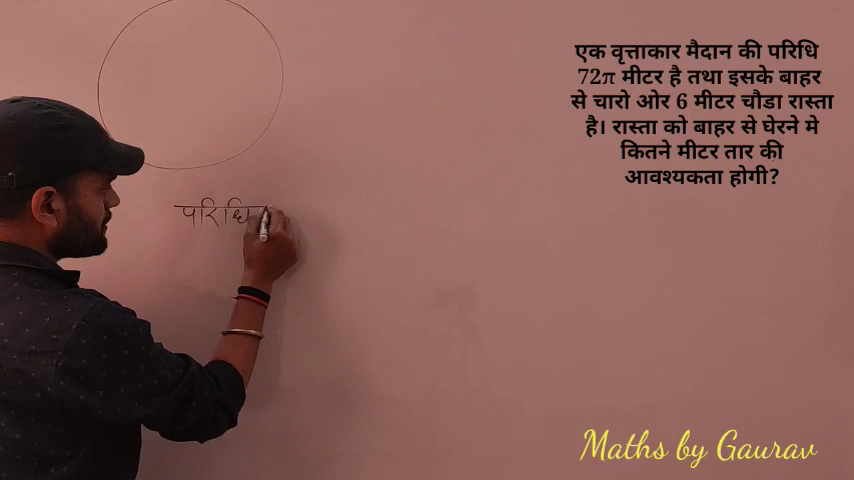 एक वृत्ताकार मैदान की परिधि
72π मीटर है तथा इसके बाहर
से चारो ओर 6 मीटर चौडा रास्ता
है। रास्ता को बाहर से घेरने मे
कितने मीटर तार की
आवश्यकता होगी?
परिधि
Maths by Gaurav